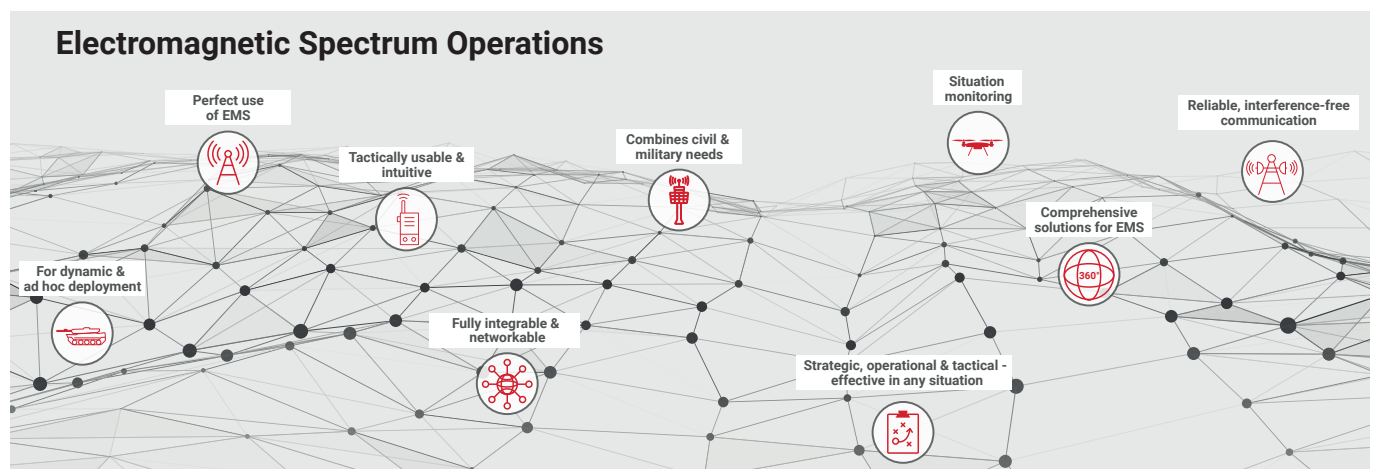 Electromagnetic Spectrum Operations
Perfect use
of EMS
Situation
monitoring
Reliable, interference-free
communication
Combines civil &
military needs
Tactically usable &
intuitive
Comprehensive
solutions for EMS
360°
For dynamic &
ad hoc deployment
Fully integrable &
networkable
Strategic, operational & tactical -
effective in any situation